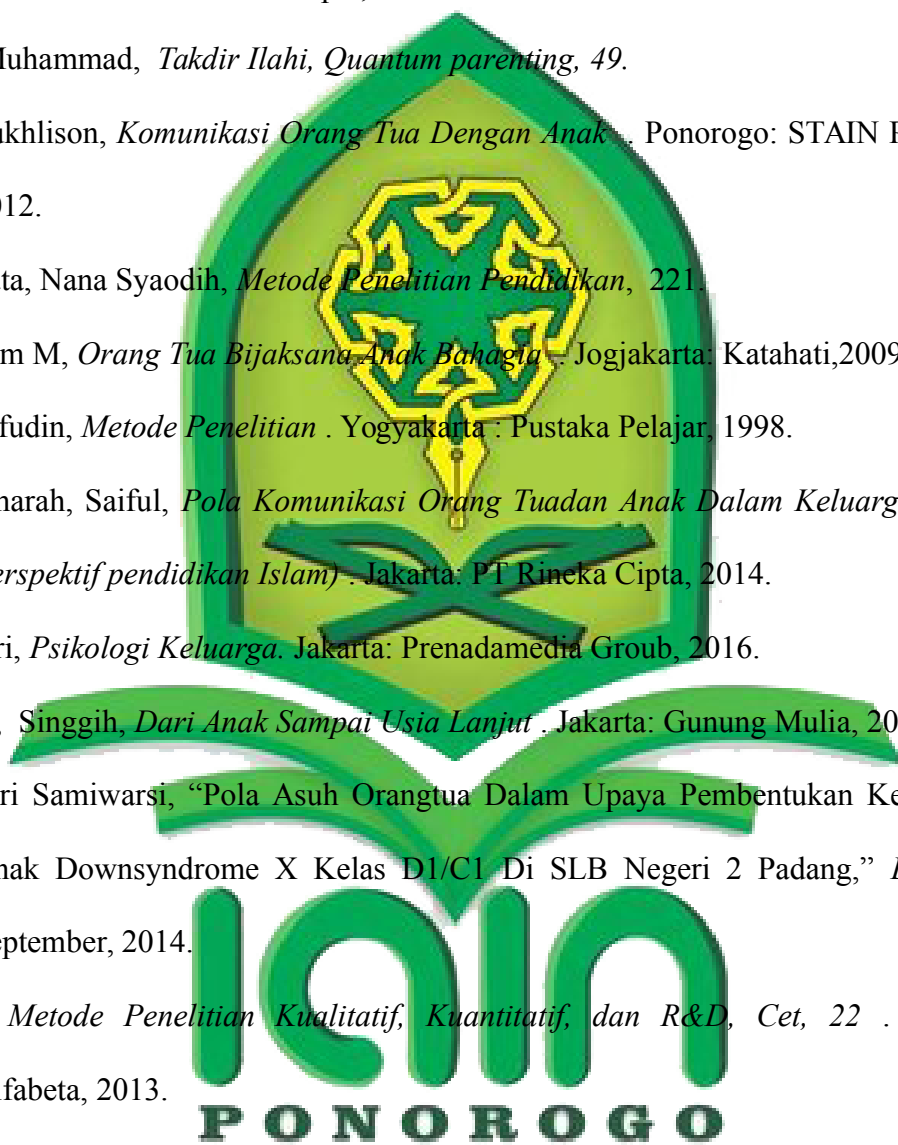 Muhammad, Takdir Ilahi, Quantum parenting, 49.
ukhlison, Komunikasi Orang Tua Dengan Anak . Ponorogo: STAIN
012.
ta, Nana Syaodih, Metode Penelitian Pendidikan, 221.
m M, Orang Tua Bijaksana Anak Bahagia . Jogjakarta: Katahati,2009
fudin, Metode Penelitian . Yogyakarta : Pustaka Pelajar, 1998.
marah, Saiful, Pola Komunikasi Orang Tuadan Anak Dalam Keluarg
erspektif pendidikan Islam) . Jakarta: PT Rineka Cipta, 2014.
ri, Psikologi Keluarga. Jakarta: Prenadamedia Groub, 2016.
, Singgih, Dari Anak Sampai Usia Lanjut . Jakarta: Gunung Mulia, 20
ri Samiwarsi, “Pola Asuh Orangtua Dalam Upaya Pembentukan Ke
nak Downsyndrome X Kelas D1/C1 Di SLB Negeri 2 Padang,”
eptember, 2014.
Metode Penelitian Kualitatif, Kuantitatif, dan R&D, Cet, 22 .
lfabeta, 2013.
iain
PONOROGO